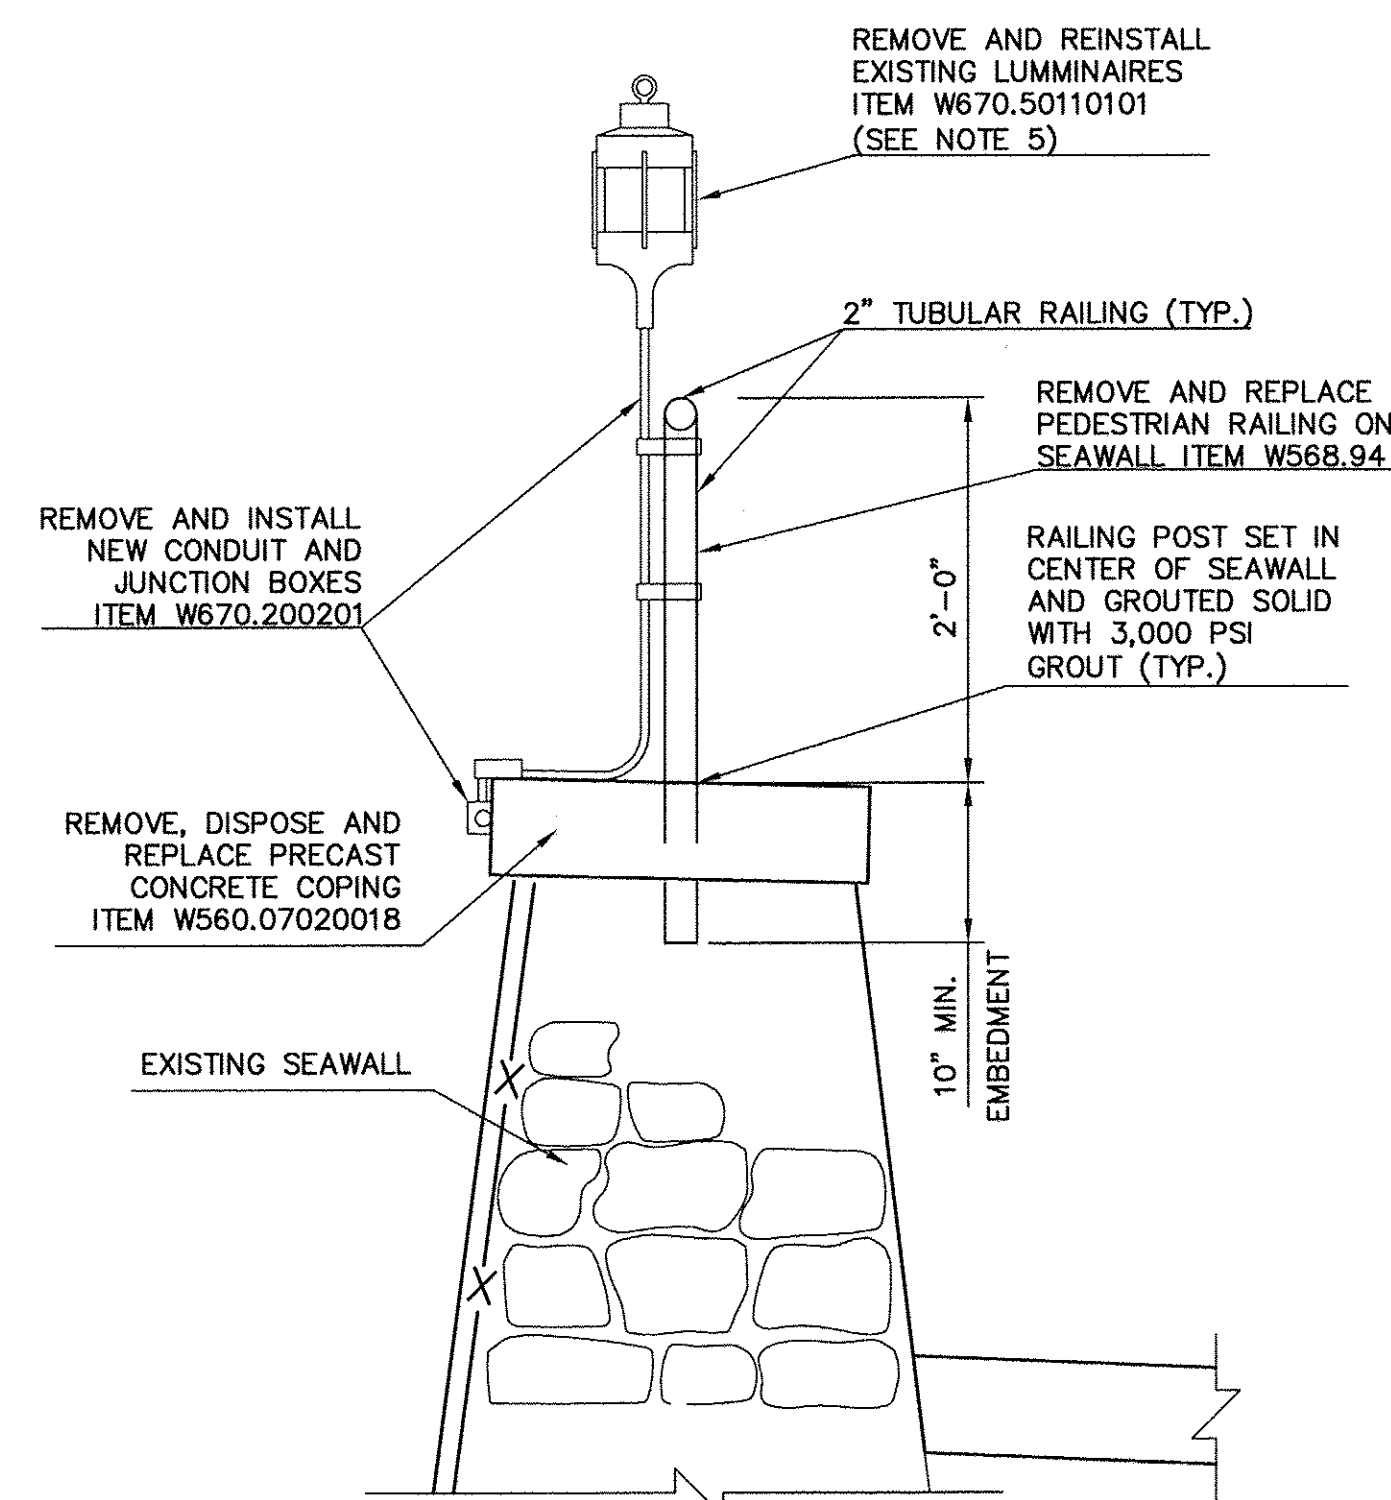 REMOVE AND REINSTALL
EXISTING LUMMINAIRES
ITEM W670.50110101
(SEE NOTE 5)
2" TUBULAR RAILING (TYP.)
REMOVE AND REPLACE
PEDESTRIAN RAILING ON
SEAWALL ITEM W568.94
REMOVE AND INSTALL
NEW CONDUIT AND
JUNCTION BOXES
ITEM W670.200201
RAILING POST SET IN
CENTER OF SEAWALL
AND GROUTED SOLID
WITH 3,000 PSI
GROUT (TYP.)
2'-0"
REMOVE, DISPOSE AND
REPLACE PRECAST
CONCRETE COPING
ITEM W560.07020018
10" MIN.
EMBEDMENT
EXISTING SEAWALL
X
X